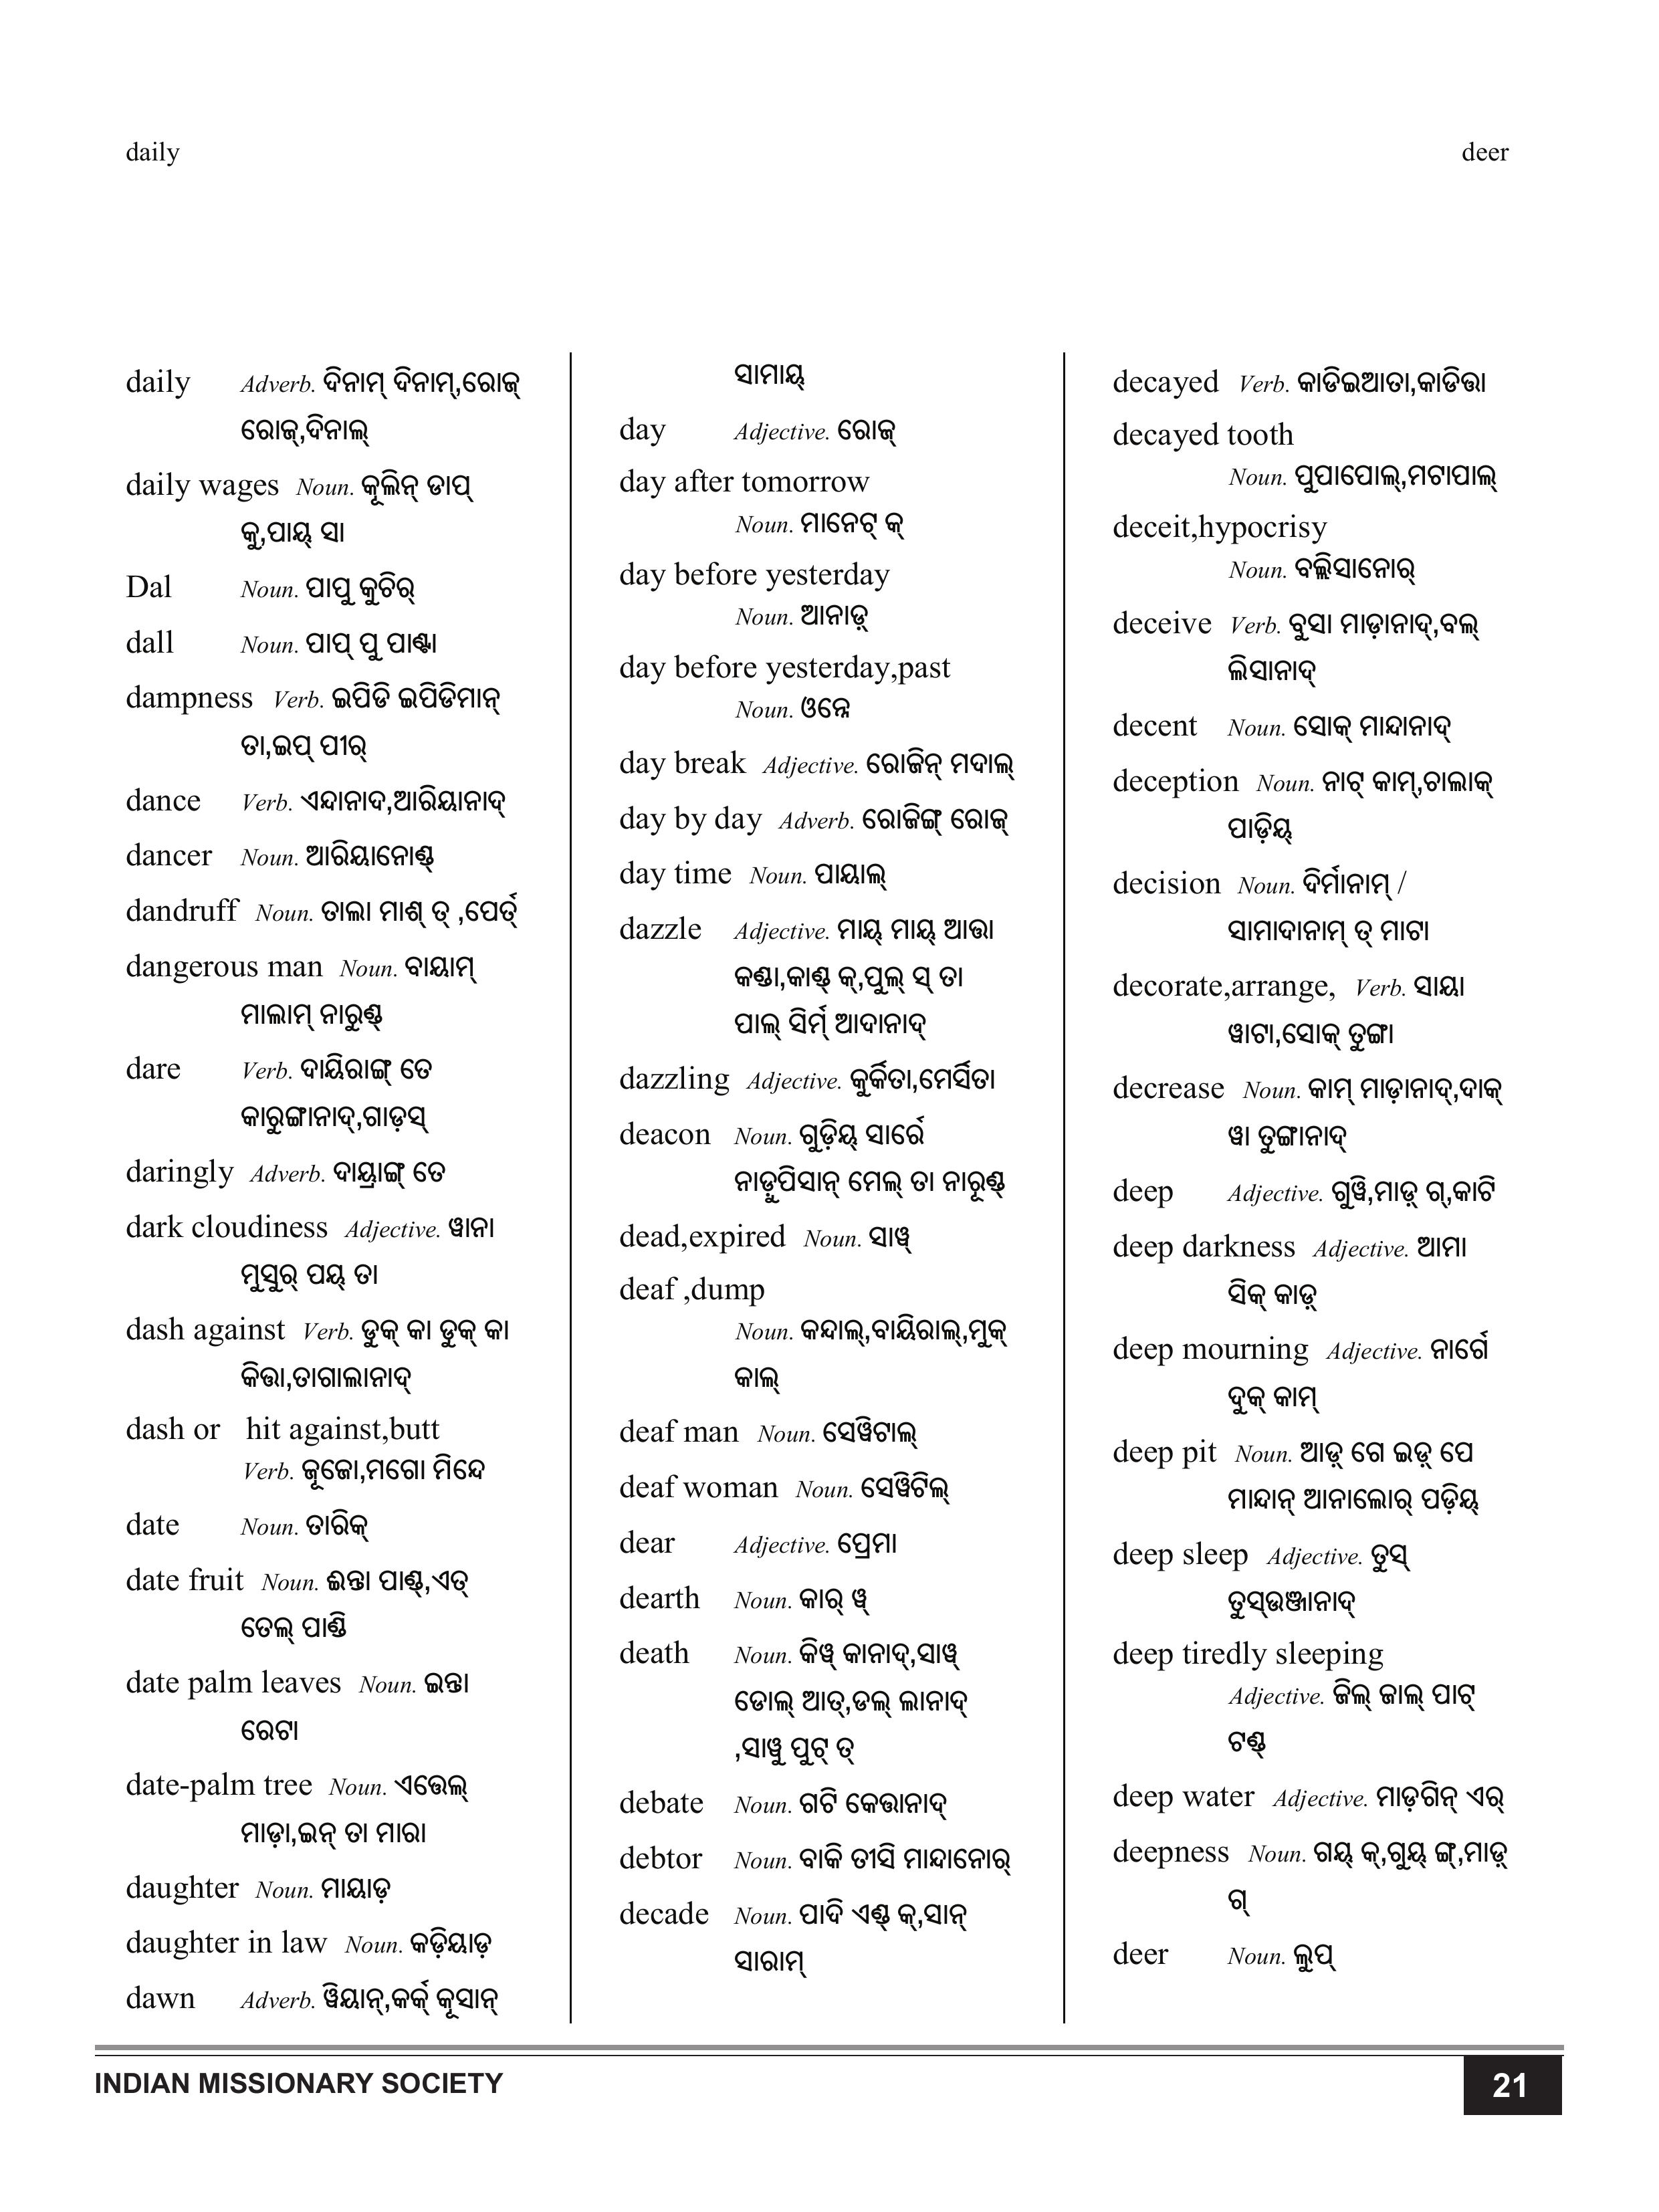 daily
deer
daily Adverb. ଦିନାମ୍ ଦିନାମ୍,ରୋଜ୍
ରୋଜ୍,ଦିନାଲ୍
daily wages Noun. କୂଲିନ୍ ଡାପ୍
କୁ,ପାୟ୍ ସା
Dal Noun. ପାପୁ କୁଚିର୍
dall Noun. ପାପ୍ ପୁ ପାଣ୍ଟା
dampness Verb. ଇପିଡି ଇପିଡିମାନ୍
ତା,ଇପ୍ ପୀର୍
dance Verb. ଏନ୍ଦାନାଦ,ଆରିୟାନାଦ୍
dancer Noun. ଆରିୟାନୋଣ୍ଡ୍
dandruff Noun. ତାଲା ମାଶ୍ ତ୍ ,ପେର୍ତ୍
dangerous man Noun. ବାୟାମ୍
ମାଲାମ୍ ନାରୁଣ୍ଡ୍
dare Verb. ଦାୟିରାଙ୍ଗ୍ ତେ
କାରୁଙ୍ଗାନାଦ୍,ଗାଡ଼ସ୍
daringly Adverb. ଦାୟ୍ରାଙ୍ଗ୍ ତେ
dark cloudiness Adjective. ୱାନା
ମୁସୁର୍ ପୟ୍ ତା
dash against Verb. ଡୁକ୍ କା ଡୁକ୍ କା
କିତ୍ତା,ତାଗାଲାନାଦ୍
dash or hit against,butt
Verb. ଜୂଜୋ,ମଗୋ ମିନ୍ଦେ
date Noun. ତାରିକ୍
date fruit Noun. ଈନ୍ତା ପାଣ୍ଡ୍,ଏତ୍
ତେଲ୍ ପାଣ୍ଡି
date palm leaves Noun. ଇନ୍ତା
ରେଟା
date-palm tree Noun. ଏତ୍ତେଲ୍
ମାଡ଼ା,ଇନ୍ ତା ମାରା
daughter Noun. ମାୟାଡ଼
daughter in law Noun. କଡ଼ିୟାଡ଼
dawn Adverb. ୱିୟାନ୍,କର୍କ୍ କୂସାନ୍
ସାମାୟ୍
day Adjective. ରୋଜ୍
day after tomorrow
Noun. ମାନେଟ୍ କ୍
day before yesterday
Noun. ଆନାଡ଼୍
day before yesterday,past
Noun. ଓନ୍ନେ
day break Adjective. ରୋଜିନ୍ ମଦାଲ୍
day by day Adverb. ରୋଜିଙ୍ଗ୍ ରୋଜ୍
day time Noun. ପାୟାଲ୍
dazzle Adjective. ମାୟ୍ ମାୟ୍ ଆତ୍ତା
କଣ୍ଡା,କାଣ୍ଡ୍ କ୍,ପୁଲ୍ ସ୍ ତା
ପାଲ୍ ସିର୍ମ୍ ଆଦାନାଦ୍
dazzling Adjective. କୁର୍କିତା,ମେର୍ସିତା
deacon Noun. ଗୁଡ଼ିୟ୍ ସାର୍ରେ
ନାଡ଼ୁପିସାନ୍ ମେଲ୍ ତା ନାରୂଣ୍ଡ୍
dead,expired Noun. ସାୱ୍
deaf ,dump
Noun. କନ୍ଦାଲ୍,ବାୟିରାଲ୍,ମୁକ୍
କାଲ୍
deaf man Noun. ସେୱିଟାଲ୍
deaf woman Noun. ସେୱିଟିଲ୍
dear Adjective. ପ୍ରେମା
dearth Noun. କାର୍ ୱ୍
death Noun. କିୱ୍ କାନାଦ୍,ସାୱ୍
ଡୋଲ୍ ଆତ୍,ଡଲ୍ ଲାନାଦ୍
,ସାୱୁ ପୁଟ୍ ତ୍
debate Noun. ଗଟି କେତ୍ତାନାଦ୍
debtor Noun. ବାକି ତୀସି ମାନ୍ଦାନୋର୍
decade Noun. ପାଦି ଏଣ୍ଡ୍ କ୍,ସାନ୍
ସାରାମ୍
decayed Verb. କାଡିଇଆତା,କାଡିତ୍ତା
decayed tooth
Noun. ପୁପାପୋଲ୍,ମଟାପାଲ୍
deceit,hypocrisy
Noun. ବଲ୍ଲିସାନୋର୍
deceive Verb. ବୁସା ମାଡ଼ାନାଦ୍,ବଲ୍
ଲିସାନାଦ୍
decent Noun. ସୋକ୍ ମାନ୍ଦାନାଦ୍
deception Noun. ନାଟ୍ କାମ୍,ଚାଲାକ୍
ପାଡ଼ିୟ୍
decision Noun. ଦିର୍ମାନାମ୍ /
ସାମାଦାନାମ୍ ତ୍ ମାଟା
decorate,arrange, Verb. ସାୟା
ୱାଟା,ସୋକ୍ ତୁଙ୍ଗା
decrease Noun. କାମ୍ ମାଡ଼ାନାଦ୍,ଦାକ୍
ୱା ତୁଙ୍ଗାନାଦ୍
deep Adjective. ଗୁୱି,ମାଡ଼୍ ଗ୍,କାଟି
deep darkness Adjective. ଆମା
ସିକ୍ କାଡ଼୍
deep mourning Adjective. ନାର୍ଗେ
ଦୁକ୍ କାମ୍
deep pit Noun. ଆଡ଼୍ ଗେ ଇଡ଼୍ ପେ
ମାନ୍ଦାନ୍ ଆନାଲୋର୍ ପଡ଼ିୟ୍
deep sleep Adjective. ତୁସ୍
ତୁସ୍ଉଞ୍ଜାନାଦ୍
deep tiredly sleeping
Adjective. ଜିଲ୍ ଜାଲ୍ ପାଟ୍
ଟଣ୍ଡ୍
deep water Adjective. ମାଡ଼ଗିନ୍ ଏର୍
deepness Noun. ଗୟ୍ କ୍,ଗୁୟ୍ ଙ୍ଗ୍,ମାଡ଼୍
ଗ୍
deer Noun. ଲୁପ୍
INDIAN MISSIONARY SOCIETY
21